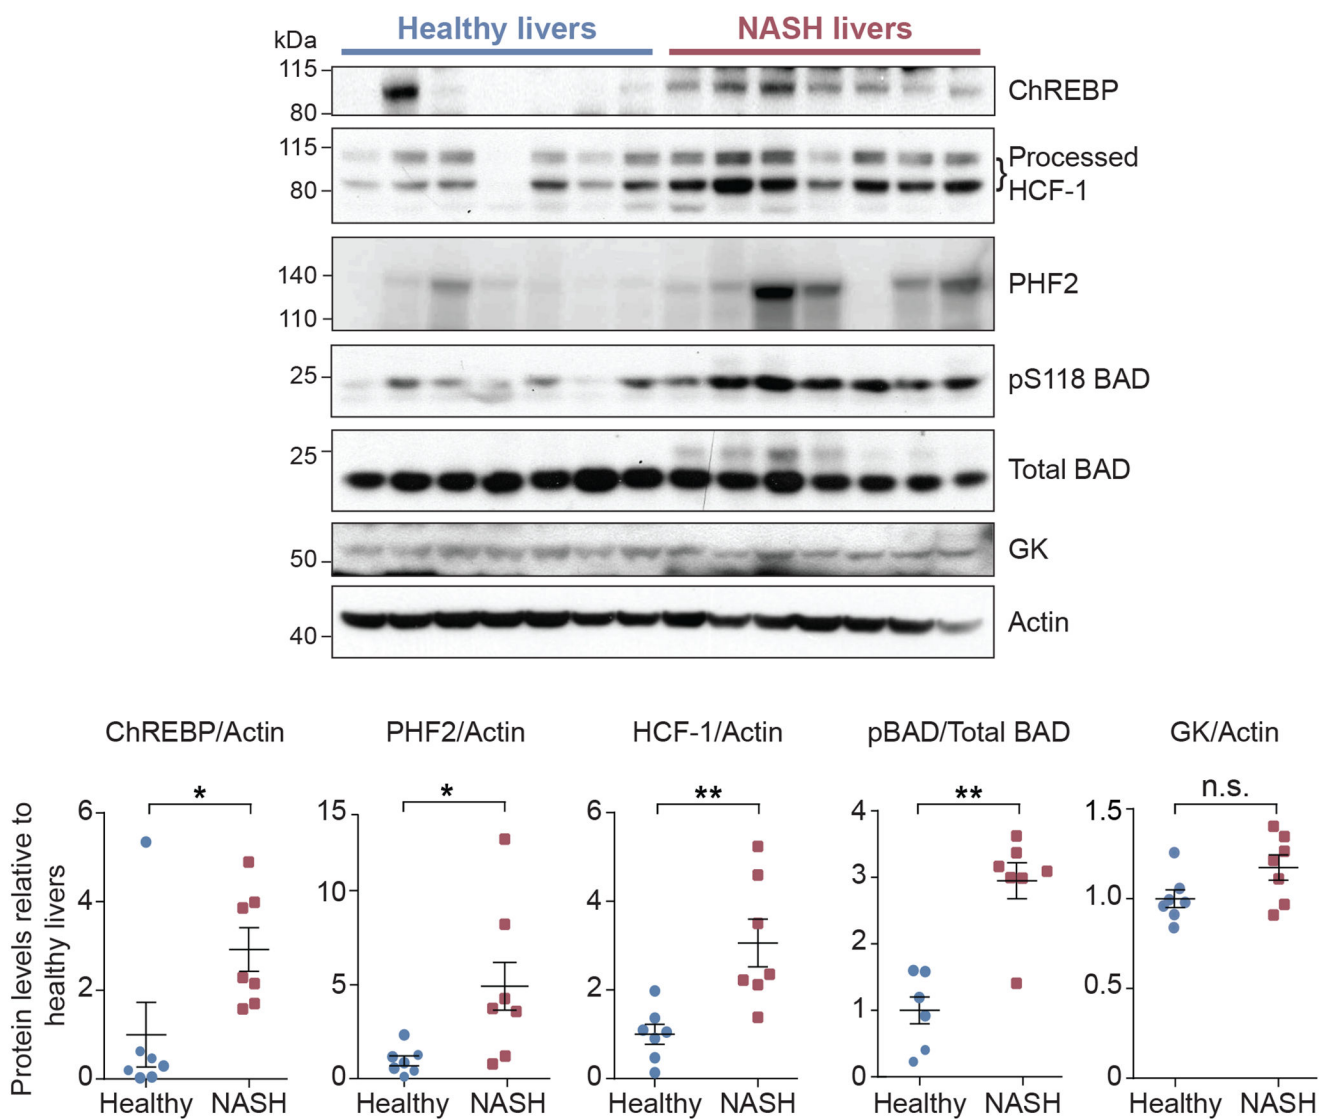 Healthy livers NASH livers
kDa
115
80
ChREBP
115
80
Processed
HCF-1
140
110
PHF2
25
pS118 BAD
25
Total BAD
50
GK
40
Actin
Protein levels relative to
healthy livers
ChREBP/Actin
*
6
4
2
0
Healthy NASH
PHF2/Actin
*
15
10
5
0
Healthy NASH
HCF-1/Actin
**
6
4
2
0
Healthy NASH
pBAD/Total BAD
**
4
3
2
1
0
Healthy NASH
GK/Actin
n.s.
1.5
1.0
0.5
0
Healthy NASH